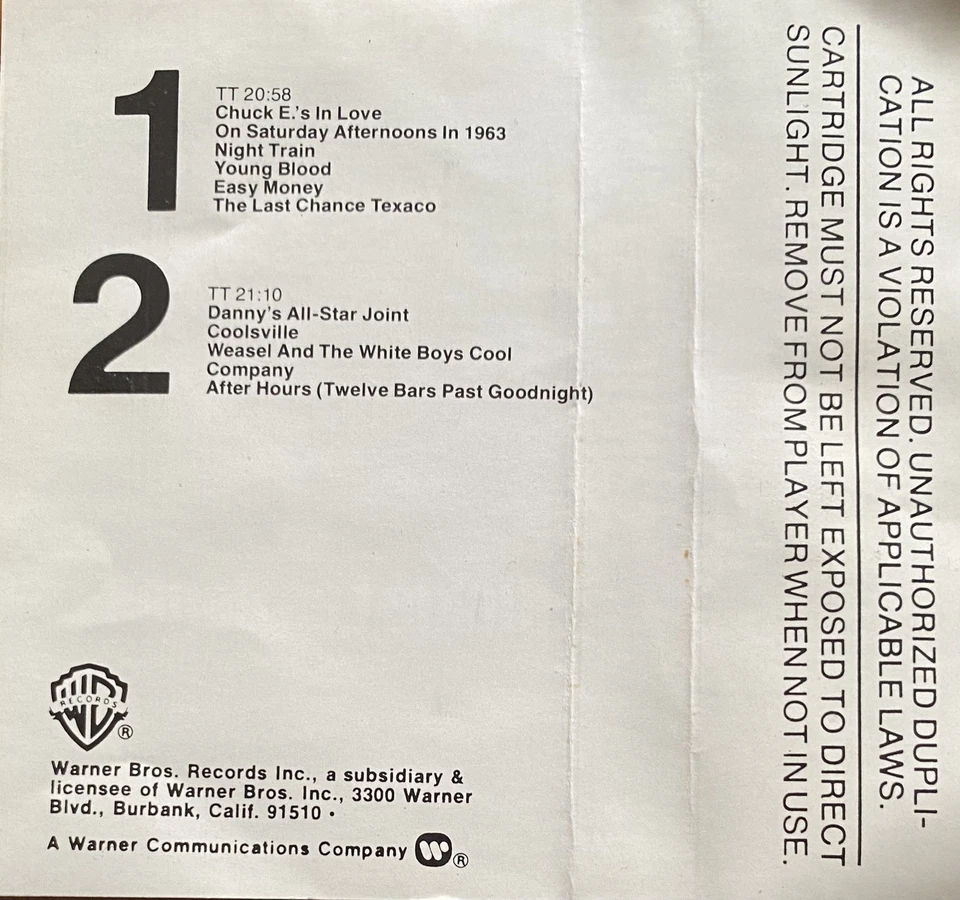 1
TT 20:58
Chuck E.'s In Love
On Saturday Afternoons In 1963
Night Train
Young Blood
Easy Money
The Last Chance Texaco
2
TT 21:10
Danny's All-Star Joint
Coolsville
Weasel And The White Boys Cool
Company
After Hours (Twelve Bars Past Goodnight)
WB
RECORDS
®
Warner Bros. Records Inc., a subsidiary &
licensee of Warner Bros. Inc., 3300 Warner
Blvd., Burbank, Calif. 91510 •
A Warner Communications Company W ®
ALL RIGHTS RESERVED. UNAUTHORIZED DUPLI-
CATION IS A VIOLATION OF APPLICABLE LAWS.
CARTRIDGE MUST NOT BE LEFT EXPOSED TO DIRECT
SUNLIGHT. REMOVE FROM PLAYER WHEN NOT IN USE.